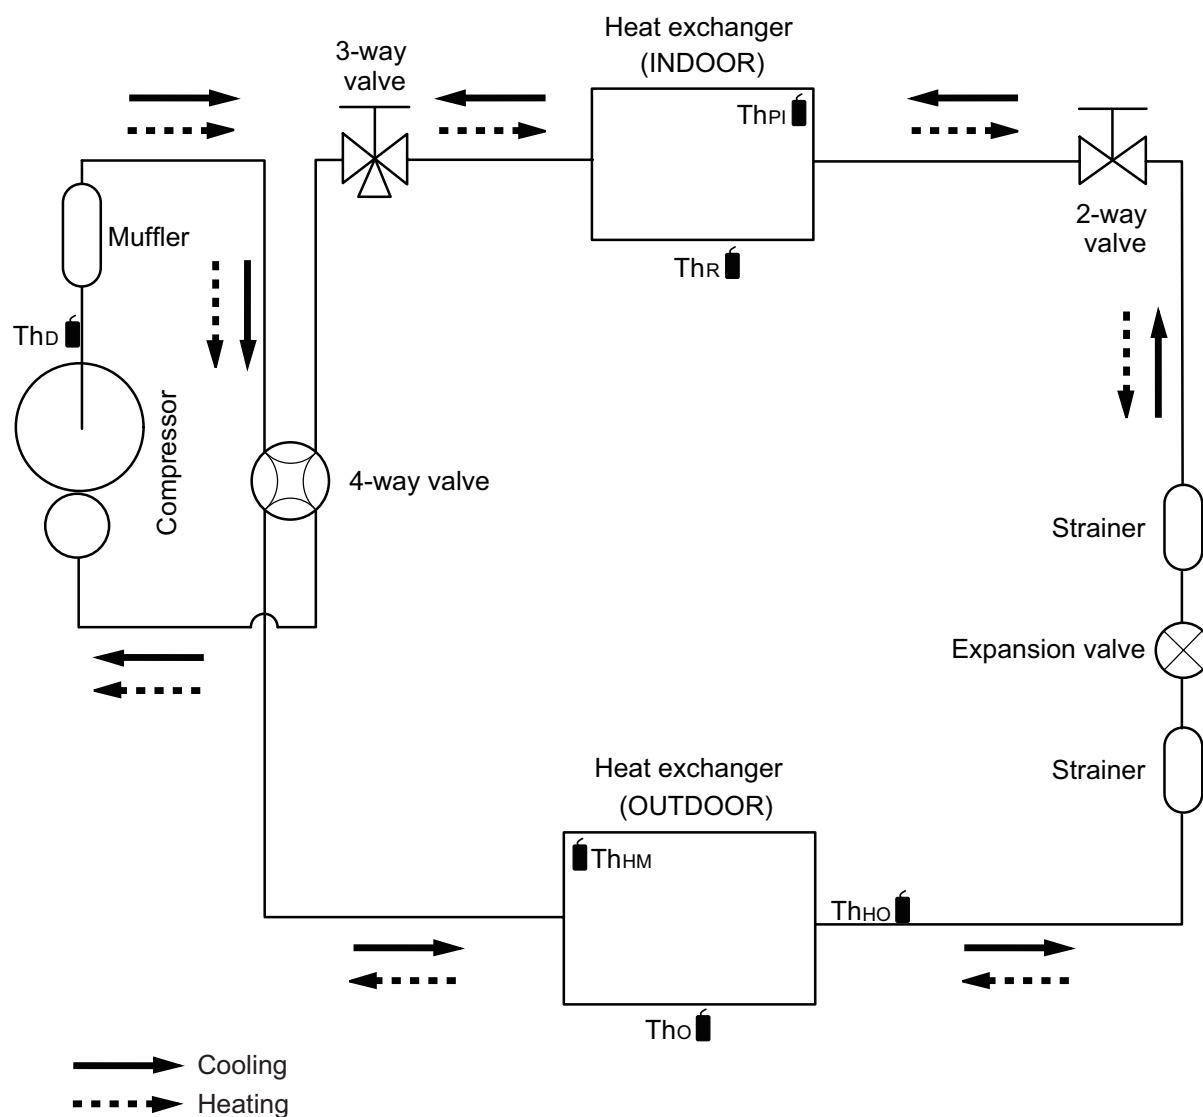 Heat exchanger
(INDOOR)
3-way
valve
ThPI
Muffler
2-way
valve
ThR
ThD
Compressor
4-way valve
Strainer
Expansion valve
Strainer
Heat exchanger
(OUTDOOR)
ThHM
ThHO
ThO
Cooling
Heating